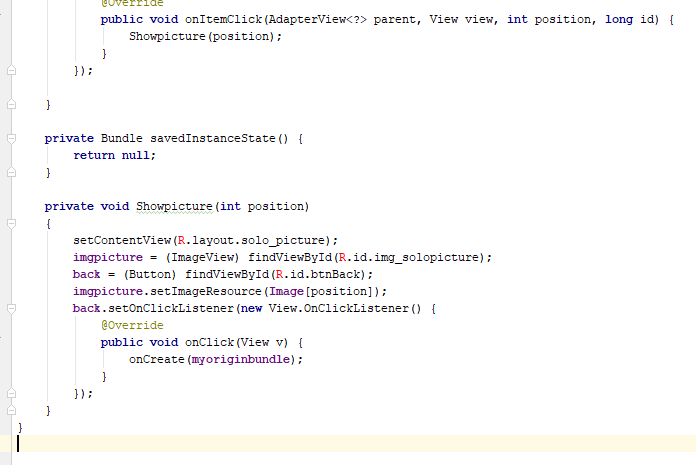 @Override
public void onItemClick(AdapterView<?> parent, View view, int position, long id) {
Showpicture(position);
}
});
}
private Bundle savedInstanceState() {
return null;
}
private void Showpicture(int position)
{
setContentView(R.layout.solo_picture);
imgpicture = (ImageView) findViewById(R.id.img_solopicture);
back = (Button) findViewById(R.id.btnBack);
imgpicture.setImageResource(Image[position]);
back.setOnClickListener(new View.OnClickListener() {
@Override
public void onClick(View v) {
onCreate(myoriginbundle);
}
});
}
}